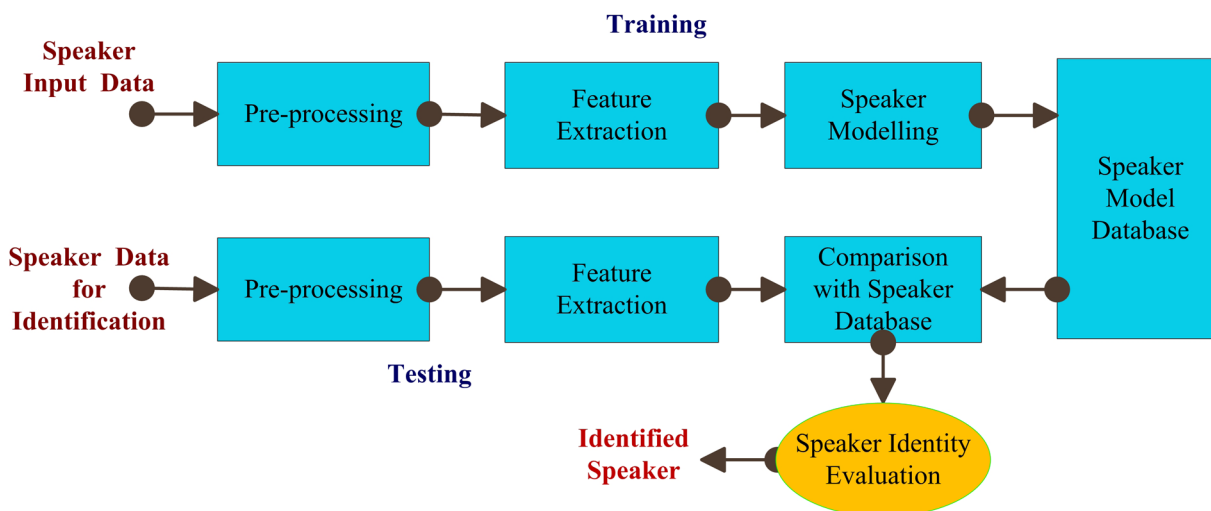 Training
Speaker
Input Data
Pre-processing
Feature
Extraction
Speaker
Modelling
Speaker
Model
Database
Speaker Data
for
Identification
Pre-processing
Feature
Extraction
Comparison
with Speaker
Database
Testing
Speaker Identity
Evaluation
Identified
Speaker